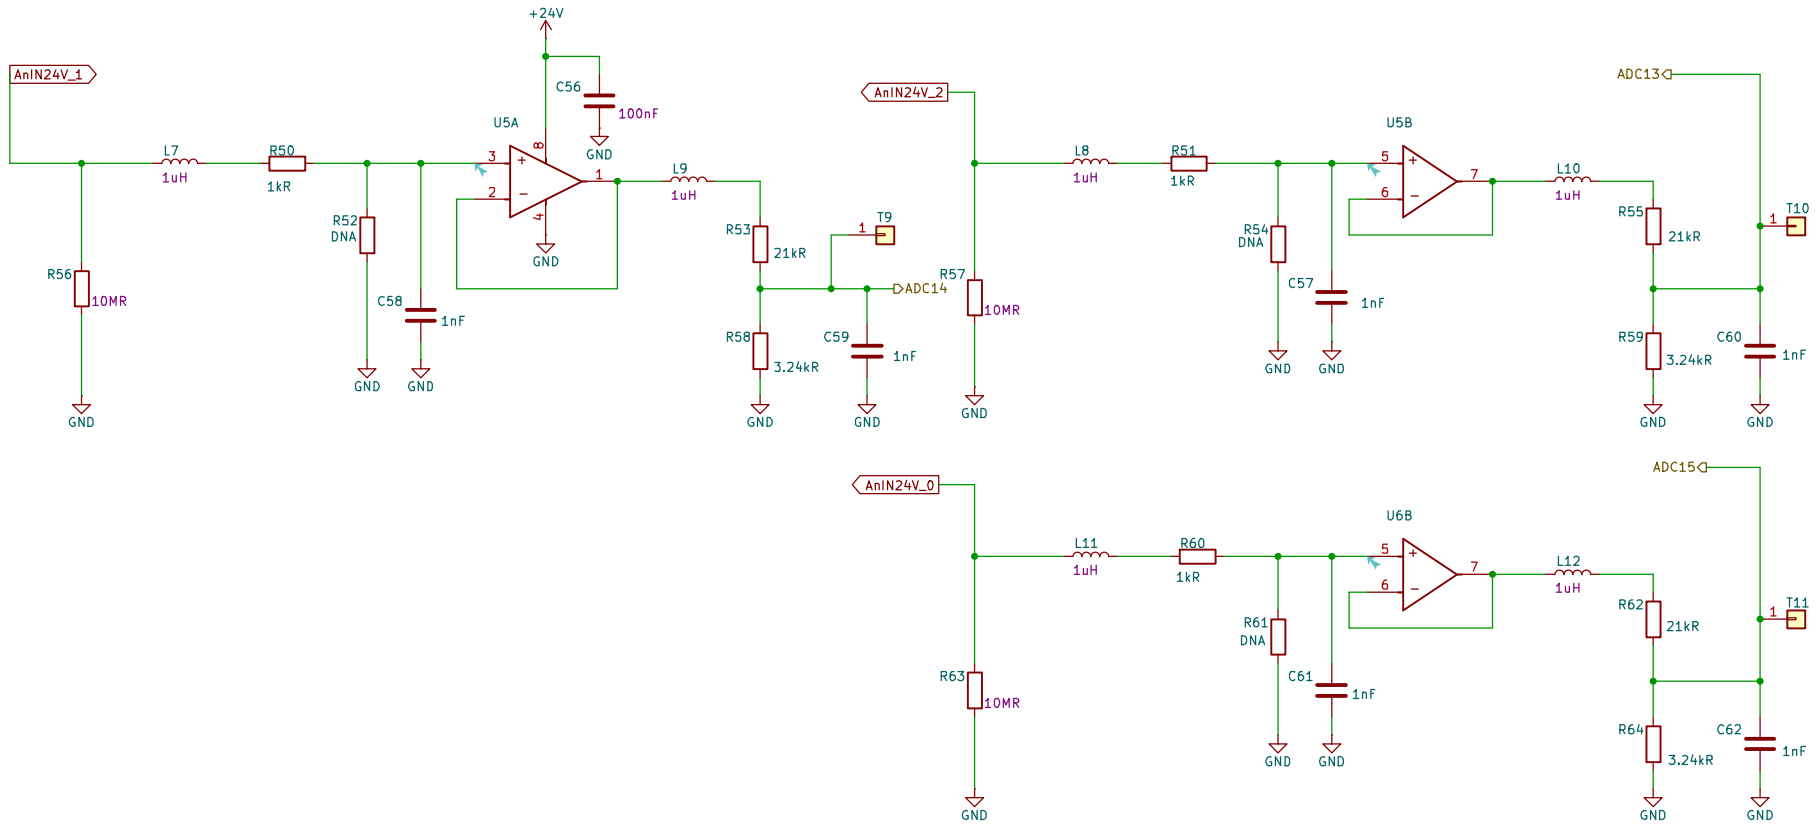 +24V
AnIN24V_1
C56
100nF
GND
U5A
8
3
+
2
−
1
4
GND
L7
1uH
R50
1kR
R52
DNA
R56
10MR
C58
1nF
GND
GND
GND
L9
1uH
R53
21kR
T9
1
ADC14
R58
3.24kR
C59
1nF
GND
GND
AnIN24V_2
L8
1uH
R51
1kR
R57
10MR
R54
DNA
C57
1nF
GND
GND
GND
U5B
5
+
6
−
7
L10
1uH
ADC13
R55
21kR
T10
1
R59
3.24kR
C60
1nF
GND
GND
AnIN24V_0
L11
1uH
R60
1kR
R63
10MR
R61
DNA
C61
1nF
GND
GND
GND
U6B
5
+
6
−
7
L12
1uH
ADC15
R62
21kR
T11
1
R64
3.24kR
C62
1nF
GND
GND